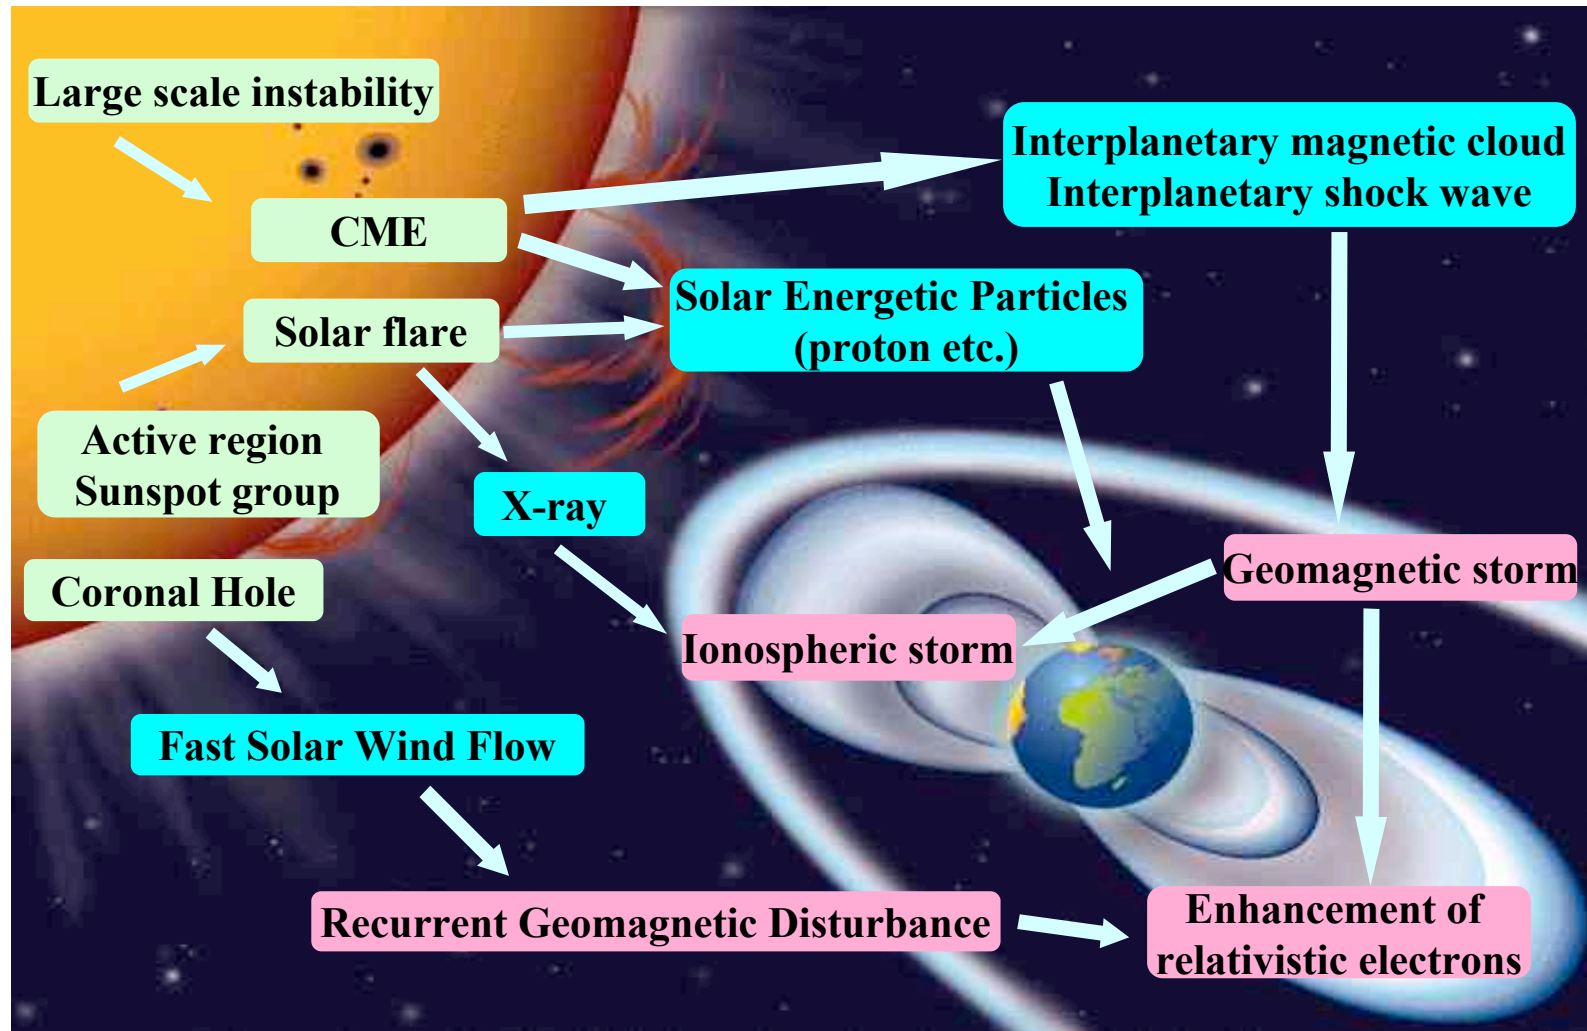 Large scale instability
CME
Interplanetary magnetic cloud
Interplanetary shock wave
Solar flare
Solar Energetic Particles
(proton etc.)
Active region
Sunspot group
X-ray
Coronal Hole
Geomagnetic storm
Ionospheric storm
Fast Solar Wind Flow
Recurrent Geomagnetic Disturbance
Enhancement of
relativistic electrons